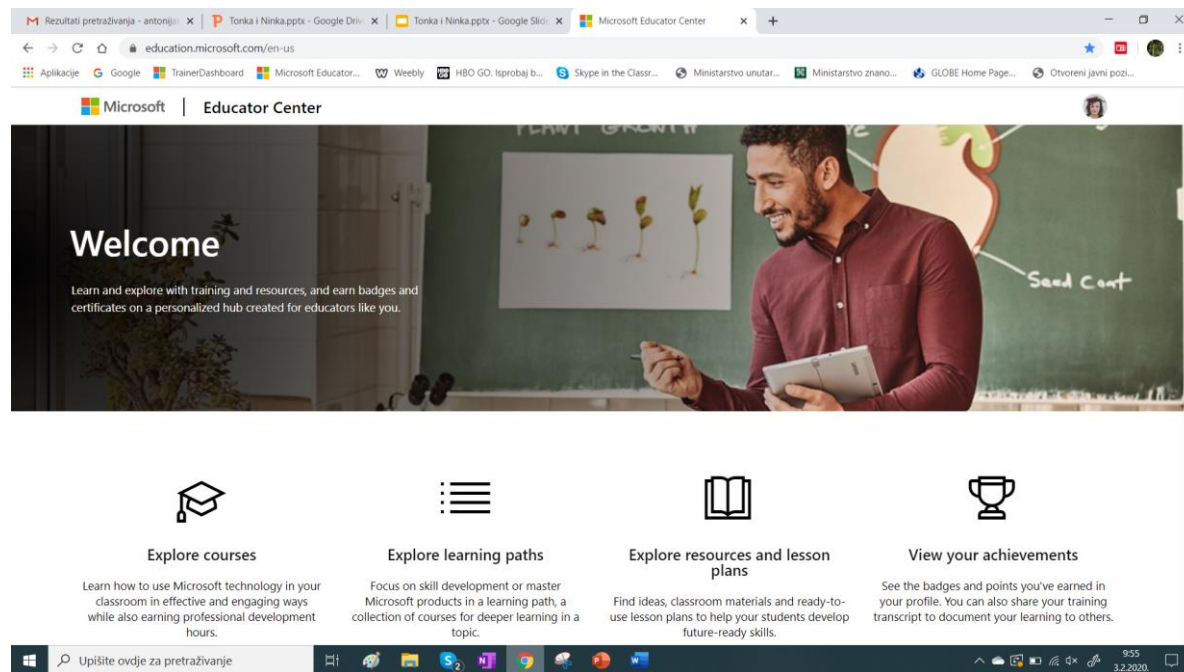 Rezultati pretraživanja - antonija
Tonka i Ninka.pptx - Google Driv
Tonka i Ninka.pptx - Google Slide
Microsoft Educator Center
education.microsoft.com/en-us
Aplikacije
Google
TrainerDashboard
Microsoft Educator...
Weebly
HBO GO. Isprobaj b...
Skype in the Classr...
Ministarstvo unutar...
Ministarstvo znano...
GLOBE Home Page...
Otvoreni javni pozi...
Microsoft
Educator Center
PLANT GROWTH
Seed Coat
Welcome
Learn and explore with training and resources, and earn badges and
certificates on a personalized hub created for educators like you.
Explore courses
Learn how to use Microsoft technology in your
classroom in effective and engaging ways
while also earning professional development
hours.
Explore learning paths
Focus on skill development or master
Microsoft products in a learning path, a
collection of courses for deeper learning in a
topic.
Explore resources and lesson
plans
Find ideas, classroom materials and ready-to-
use lesson plans to help your students develop
future-ready skills.
View your achievements
See the badges and points you've earned in
your profile. You can also share your training
transcript to document your learning to others.
Upišite ovdje za pretraživanje
9:55
3.2.2020.